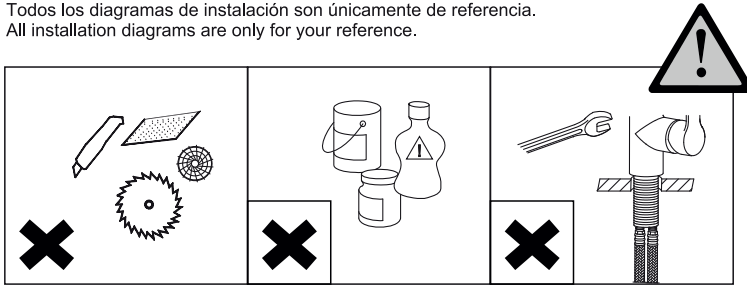 Todos los diagramas de instalación son únicamente de referencia.
All installation diagrams are only for your reference.
!
!